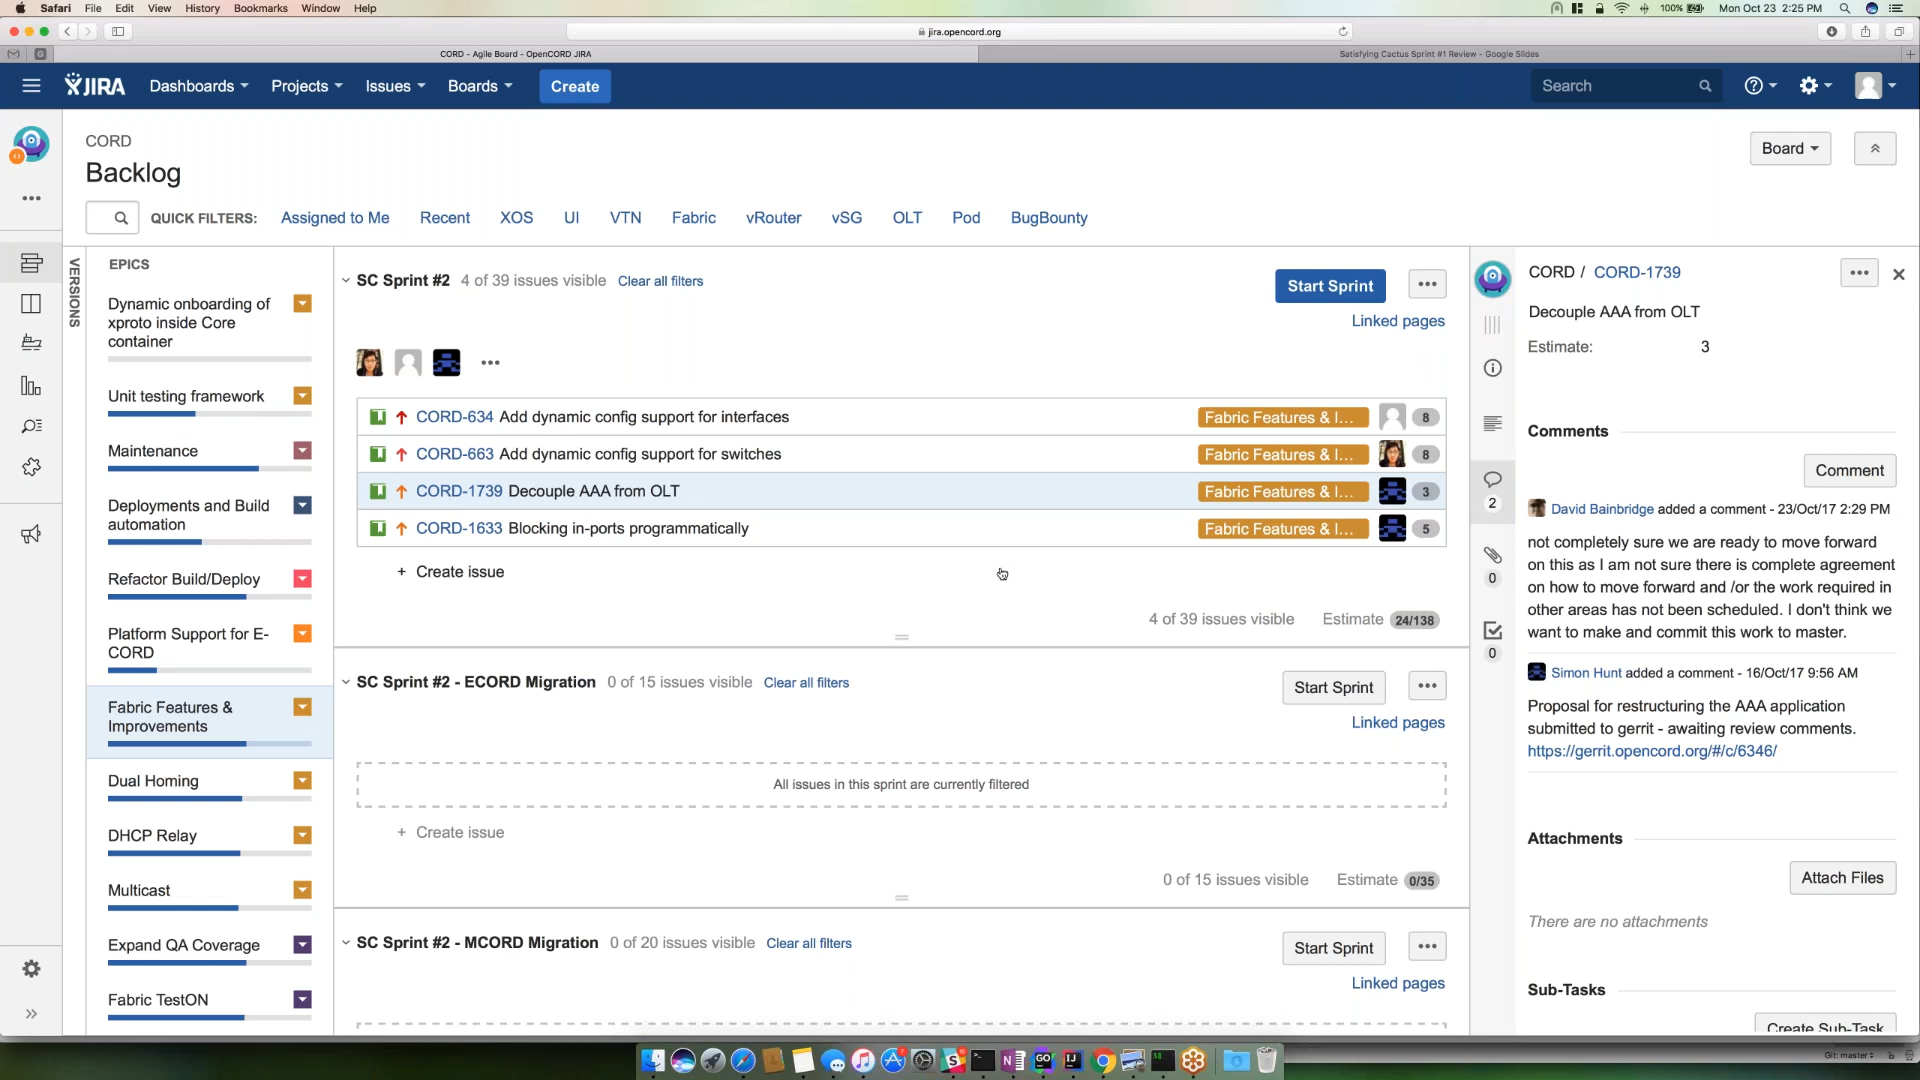 Safari File Edit View History Bookmarks Window Help
100% Mon Oct 23 2:25 PM
jira.opencord.org
CORD - Agile Board - OpenCORD JIRA
Satisfying Cactus Sprint #1 Review - Google Slides
JIRA Dashboards Projects Issues Boards Create Search
CORD
Backlog
Board
QUICK FILTERS: Assigned to Me Recent XOS UI VTN Fabric vRouter vSG OLT Pod BugBounty
VERSIONS
EPICS
Dynamic onboarding of
xproto inside Core
container
Unit testing framework
Maintenance
Deployments and Build
automation
Refactor Build/Deploy
Platform Support for E-
CORD
Fabric Features &
Improvements
Dual Homing
DHCP Relay
Multicast
Expand QA Coverage
Fabric TestON
SC Sprint #2 4 of 39 issues visible Clear all filters
Start Sprint
Linked pages
CORD-634 Add dynamic config support for interfaces Fabric Features & I... 8
CORD-663 Add dynamic config support for switches Fabric Features & I... 8
CORD-1739 Decouple AAA from OLT Fabric Features & I... 3
CORD-1633 Blocking in-ports programmatically Fabric Features & I... 5
+ Create issue
4 of 39 issues visible Estimate 24/138
SC Sprint #2 - ECORD Migration 0 of 15 issues visible Clear all filters
Start Sprint
Linked pages
All issues in this sprint are currently filtered
+ Create issue
0 of 15 issues visible Estimate 0/35
SC Sprint #2 - MCORD Migration 0 of 20 issues visible Clear all filters
Start Sprint
Linked pages
2
0
0
CORD / CORD-1739
Decouple AAA from OLT
Estimate: 3
Comments
Comment
David Bainbridge added a comment - 23/Oct/17 2:29 PM
not completely sure we are ready to move forward
on this as I am not sure there is complete agreement
on how to move forward and /or the work required in
other areas has not been scheduled. I don't think we
want to make and commit this work to master.
Simon Hunt added a comment - 16/Oct/17 9:56 AM
Proposal for restructuring the AAA application
submitted to gerrit - awaiting review comments.
https://gerrit.opencord.org/#/c/6346/
Attachments
Attach Files
There are no attachments
Sub-Tasks
Create Sub-Task
Git: master